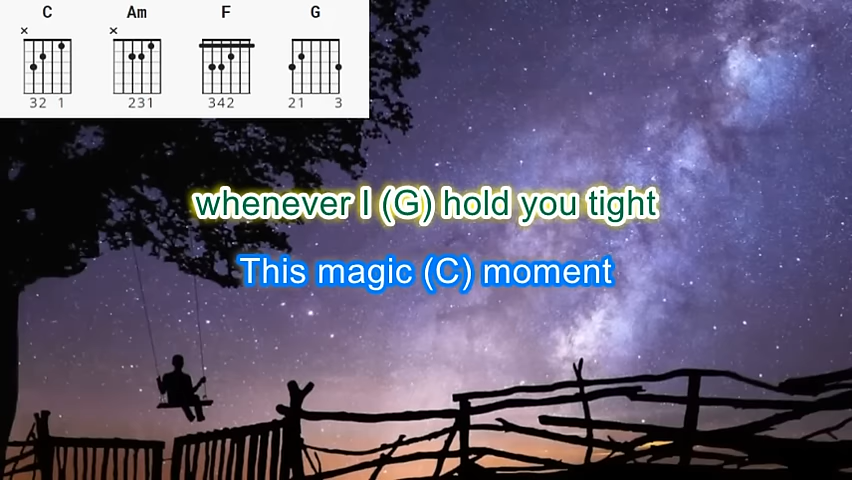 C Am F G
x x
32 1 231 342 21 3
whenever I (G) hold you tight
This magic (C) moment